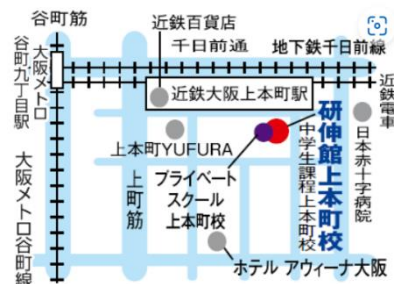 谷町筋
近鉄百貨店
千日前通
地下鉄千日前線
大阪メトロ
谷町九丁目駅
近鉄大阪上本町駅
近鉄電車
上本町YUFURA
研伸館上本町校
中学生課程上本町校
日本赤十字病院
プライベート
スクール
上本町校
上町筋
大阪メトロ谷町線
ホテル アウィーナ大阪